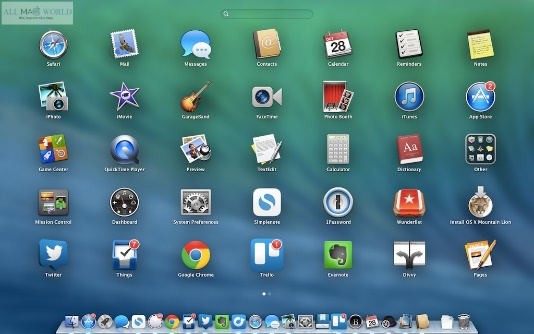 ALL MAC WORLD
Safari Mail Messages Contacts Calendar Reminders Notes
28
iPhoto iMovie GarageBand FaceTime Photo Booth iTunes App Store
2
Game Center QuickTime Player Preview TextEdit Calculator Dictionary Other
Aa
Mission Control Dashboard System Preferences Simplenote 1Password Wunderlist Install OS X Mountain Lion
Twitter Things Google Chrome Trello Evernote Divvy Pages
7
1